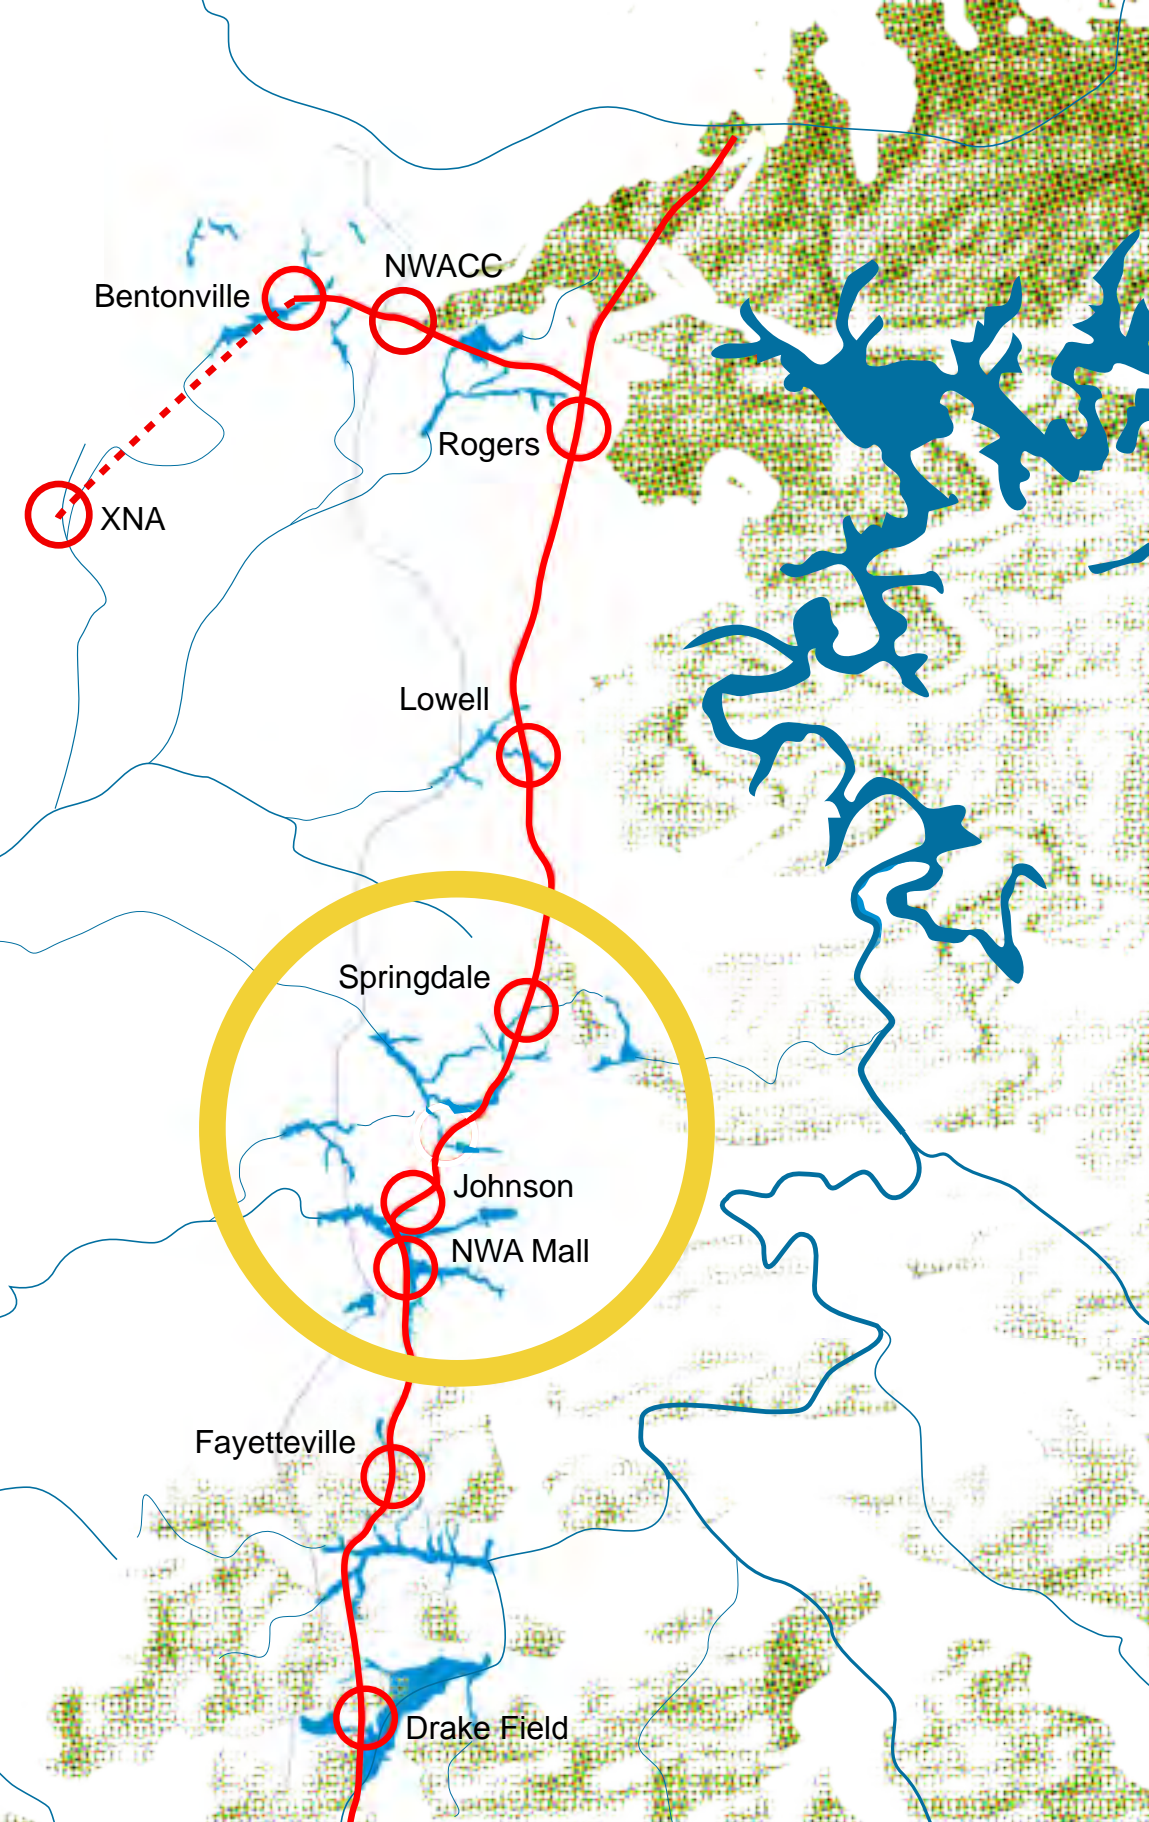 NWACC
Bentonville
Rogers
XNA
Lowell
Springdale
Johnson
NWA Mall
Fayetteville
Drake Field